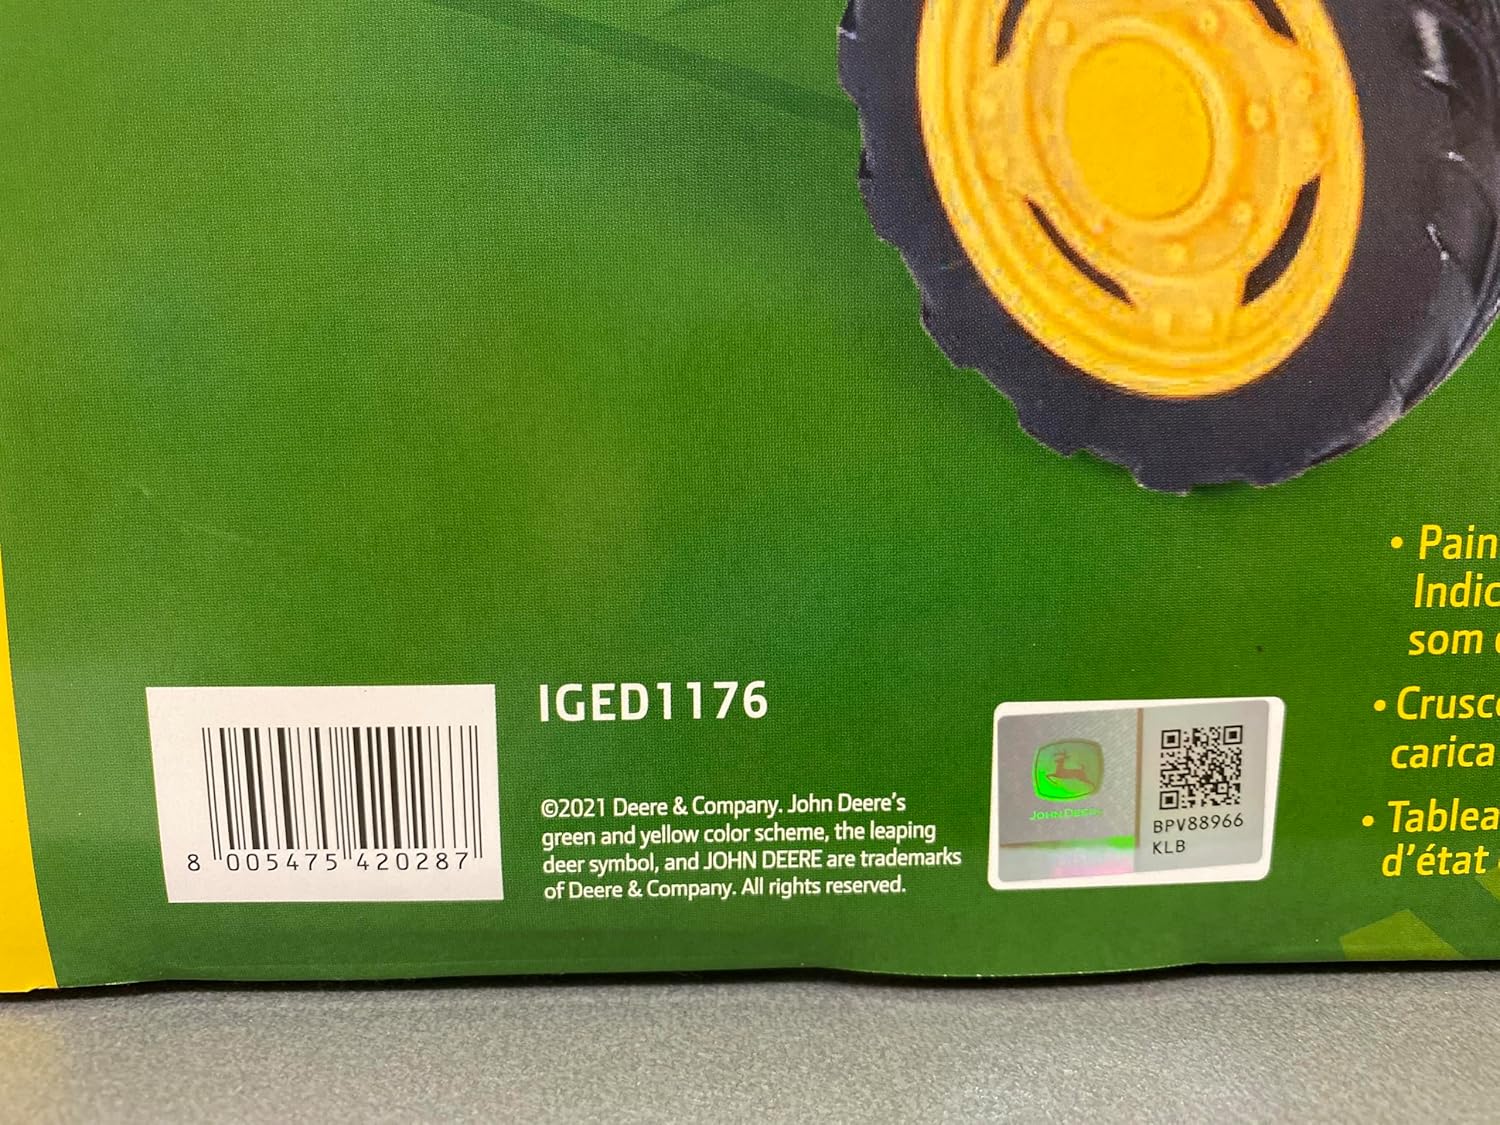 • Pain
Indic
som
• Crusc
carica
• Tablea
d'état
IGED1176
©2021 Deere & Company. John Deere's
green and yellow color scheme, the leaping
deer symbol, and JOHN DEERE are trademarks
of Deere & Company. All rights reserved.
8 005475 420287
JOHN DEERE
BPV88966
KLB